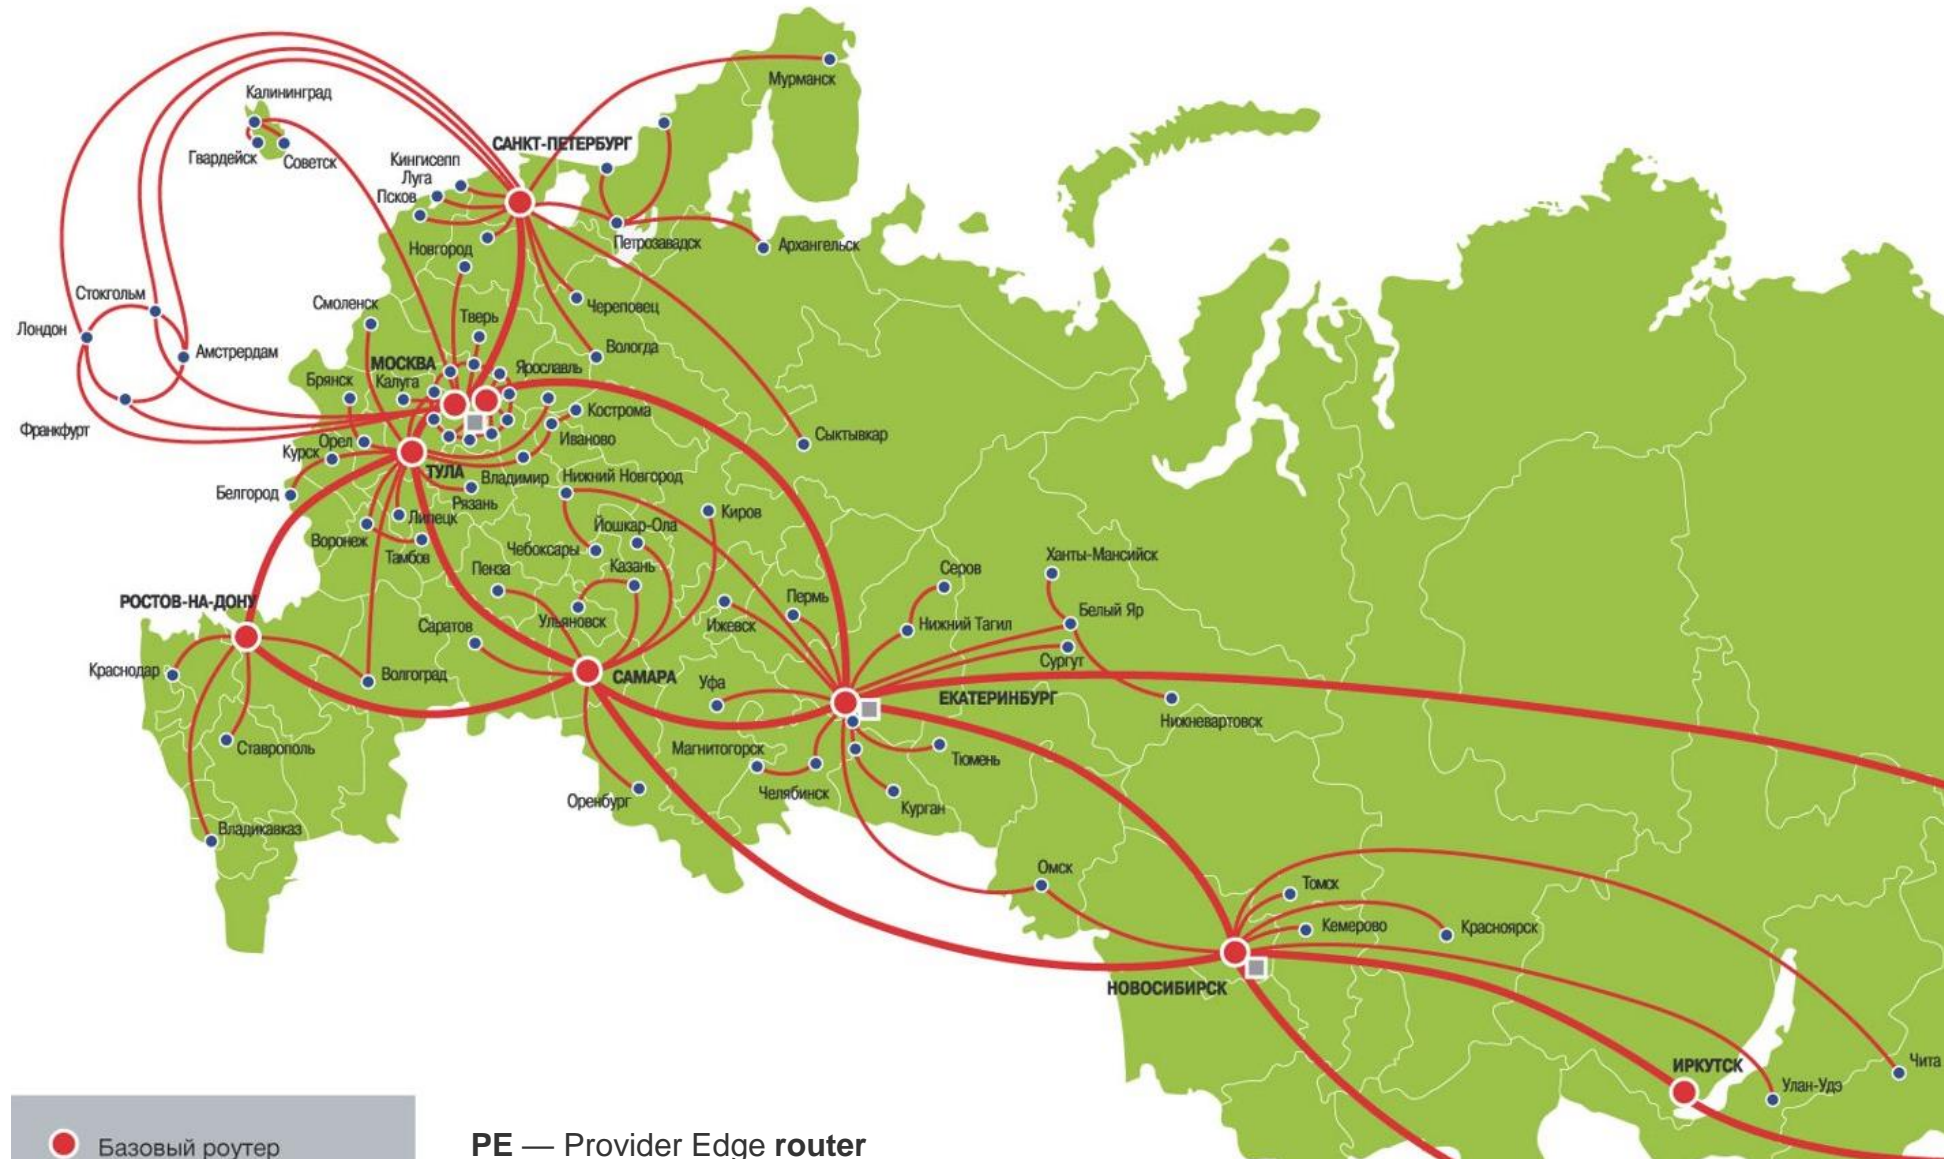 Мурманск
Калининград
САНКТ-ПЕТЕРБУРГ
Гвардейск
Советск
Кингисепп
Луга
Псков
Новгород
Петрозавадск
Архангельск
Стокгольм
Смоленск
Череповец
Тверь
Лондон
Амстрердам
Вологда
МОСКВА
Ярославль
Брянск
Калуга
Кострома
Франкфурт
Орел
Иваново
Сыктывкар
Курск
ТУЛА
Владимир
Нижний Новгород
Белгород
Рязань
Липецк
Киров
Йошкар-Ола
Воронеж
Тамбов
Чебоксары
Ханты-Мансийск
Пенза
Казань
Серов
РОСТОВ-НА-ДОНУ
Пермь
Белый Яр
Саратов
Ульяновск
Ижевск
Нижний Тагил
Сургут
Краснодар
Волгоград
САМАРА
Уфа
ЕКАТЕРИНБУРГ
Нижневартовск
Ставрополь
Магнитогорск
Тюмень
Челябинск
Оренбург
Курган
Владикавказ
Омск
Томск
Кемерово
Красноярск
НОВОСИБИРСК
ИРКУТСК
Чита
Улан-Удэ
Базовый роутер
PE — Provider Edge router